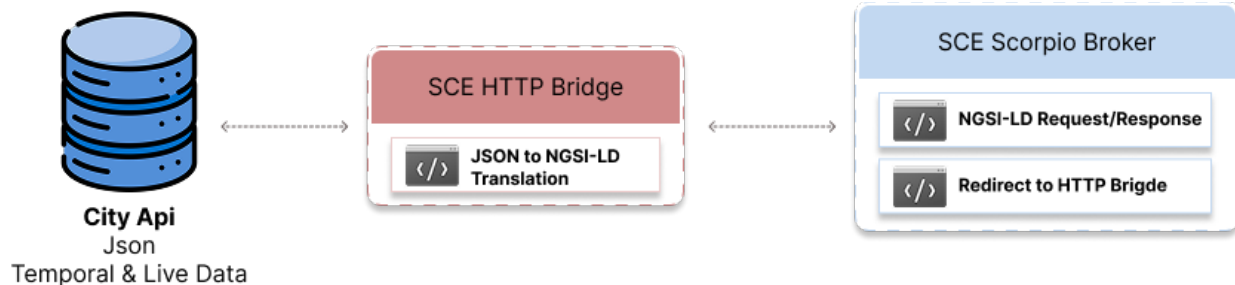 City Api
Json
Temporal & Live Data
SCE HTTP Bridge
</>
JSON to NGSI-LD
Translation
SCE Scorpio Broker
</>
NGSI-LD Request/Response
</>
Redirect to HTTP Brigde